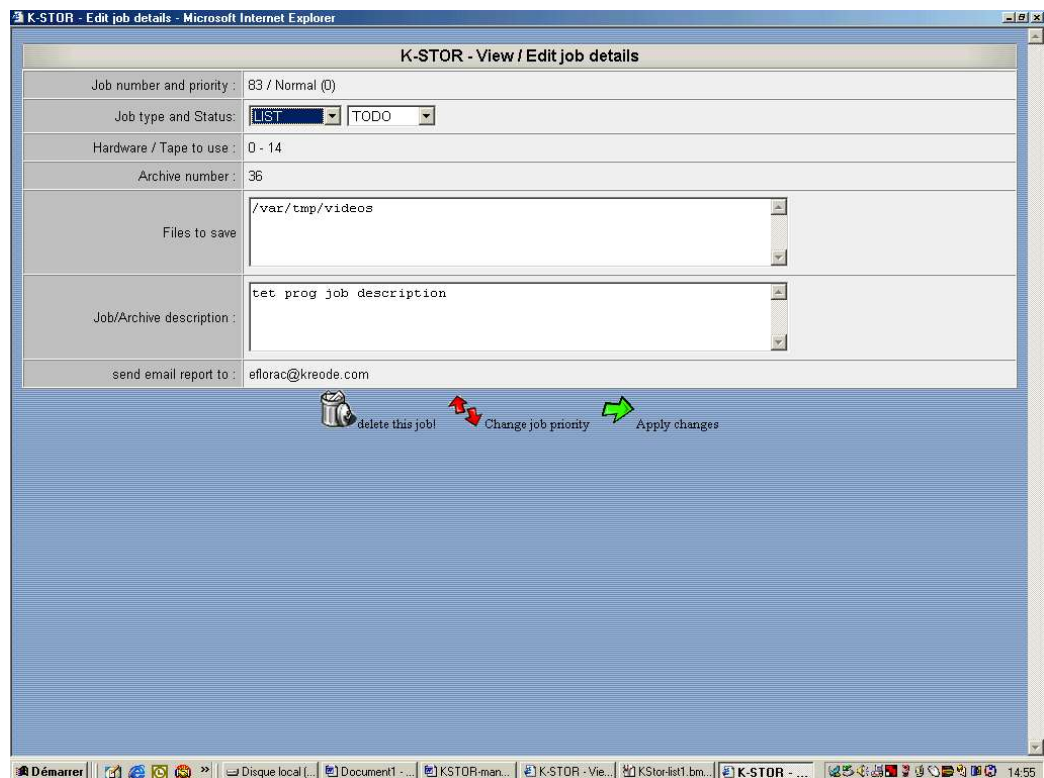 K-STOR - Edit job details - Microsoft Internet Explorer
K-STOR - View / Edit job details
Job number and priority : 83 / Normal (0)
Job type and Status: LIST TODO
Hardware / Tape to use : 0 - 14
Archive number : 36
Files to save /var/tmp/videos
Job/Archive description : tet prog job description
send email report to : eflorac@kreode.com
delete this job! Change job priority Apply changes
Démarrer » Disque local (... Document1 - ... KSTOR-man... K-STOR - Vie... KStor-list1.bm... K-STOR - ... 14:55